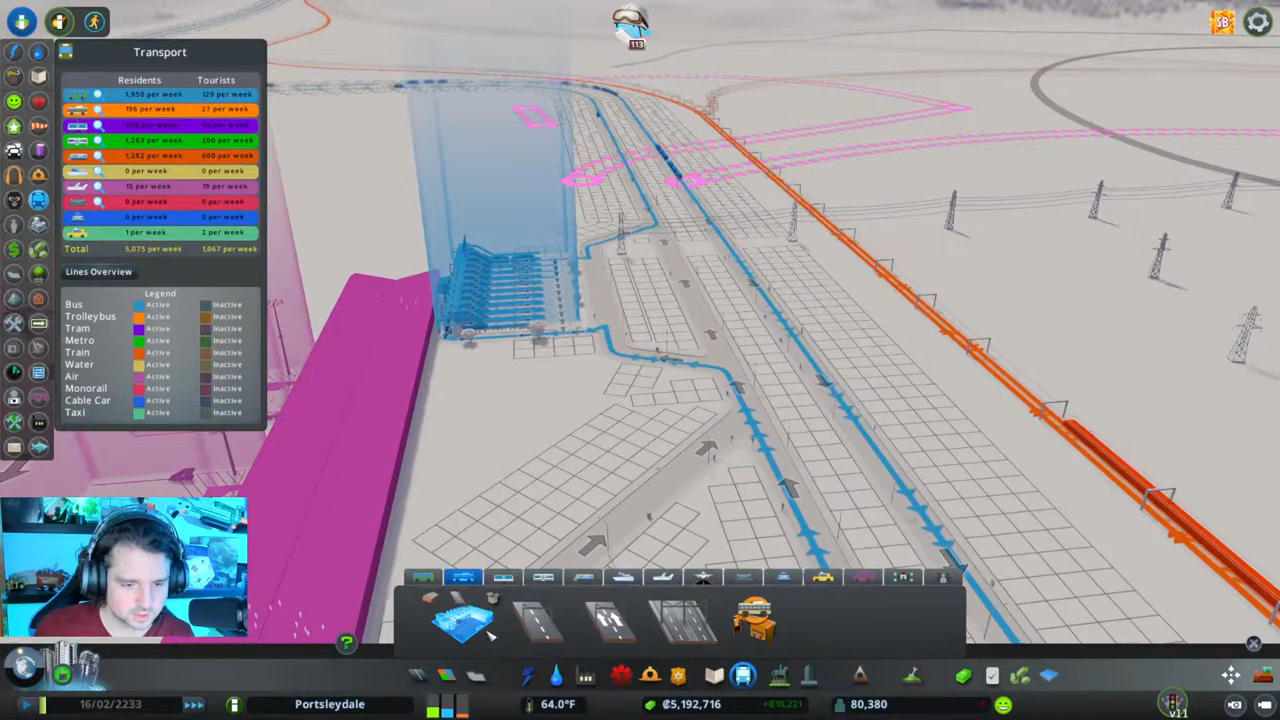 113
SB
Transport
Residents Tourists
1,950 per week 129 per week
196 per week 27 per week
1,263 per week 200 per week
1,282 per week 600 per week
0 per week 0 per week
15 per week 19 per week
0 per week 0 per week
0 per week 0 per week
1 per week 2 per week
Total 5,075 per week 1,067 per week
Lines Overview
Legend
Bus Active Inactive
Trolleybus Active Inactive
Tram Active Inactive
Metro Active Inactive
Train Active Inactive
Water Active Inactive
Air Active Inactive
Monorail Active Inactive
Cable Car Active Inactive
Taxi Active Inactive
?
16/02/2233
Portsleydale
64.0°F
₡5,192,716
+₡19,221
80,380
v11